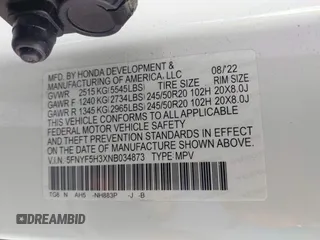 MFD. BY HONDA DEVELOPMENT & 08/'22
MANUFACTURING OF AMERICA, LLC RIM SIZE
GVWR 2515 KG(5545LBS) TIRE SIZE
GAWR F 1240 KG(2734LBS) 245/50R20 102H 20X8.0J
GAWR R 1345 KG(2965LBS) 245/50R20 102H 20X8.0J
THIS VEHICLE CONFORMS TO ALL APPLICABLE
FEDERAL MOTOR VEHICLE SAFETY
AND THEFT PREVENTION STANDARDS IN EFFECT ON
THE DATE OF MANUFACTURE SHOWN ABOVE.
V.I.N. 5FNYF5H3XNB034873 TYPE MPV
TG8 N AH5 -NH883P -J -B
AutoBidMaster